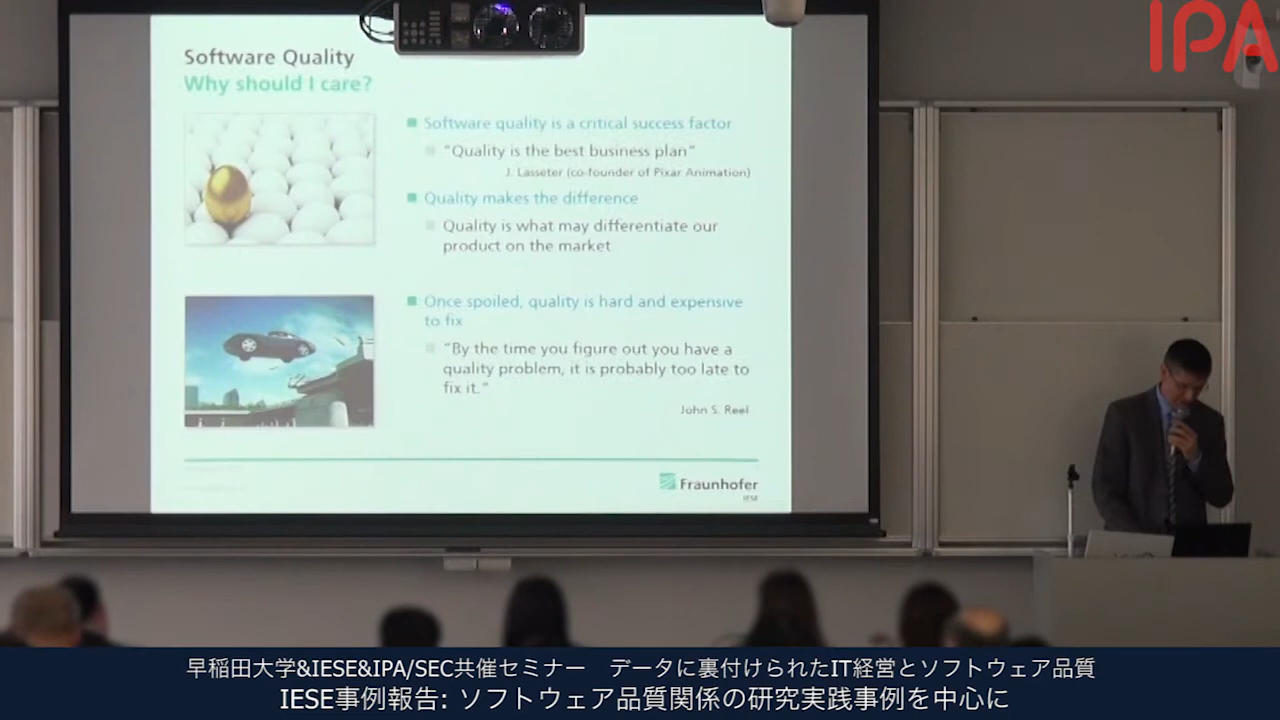 IPA
Software Quality
Why should I care?
Software quality is a critical success factor
"Quality is the best business plan"
J. Lasseter (co-founder of Pixar Animation)
Quality makes the difference
Quality is what may differentiate our
product on the market
Once spoiled, quality is hard and expensive
to fix
"By the time you figure out you have a
quality problem, it is probably too late to
fix it."
John S. Reel
Fraunhofer
IESE
早稲田大学&IESE&IPA/SEC共催セミナー　データに裏付けられたIT経営とソフトウェア品質
IESE事例報告: ソフトウェア品質関係の研究実践事例を中心に